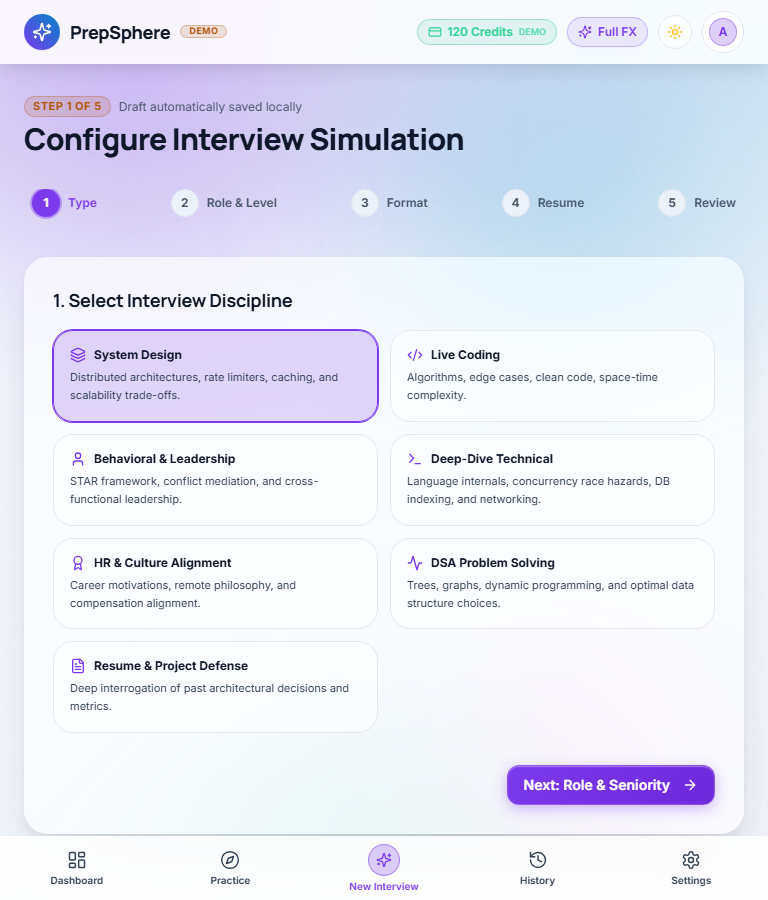 PrepSphere DEMO
120 Credits DEMO
Full FX
A
STEP 1 OF 5 Draft automatically saved locally
Configure Interview Simulation
1 Type
2 Role & Level
3 Format
4 Resume
5 Review
1. Select Interview Discipline
System Design
Distributed architectures, rate limiters, caching, and
scalability trade-offs.
Live Coding
Algorithms, edge cases, clean code, space-time
complexity.
Behavioral & Leadership
STAR framework, conflict mediation, and cross-
functional leadership.
Deep-Dive Technical
Language internals, concurrency race hazards, DB
indexing, and networking.
HR & Culture Alignment
Career motivations, remote philosophy, and
compensation alignment.
DSA Problem Solving
Trees, graphs, dynamic programming, and optimal data
structure choices.
Resume & Project Defense
Deep interrogation of past architectural decisions and
metrics.
Next: Role & Seniority
Dashboard
Practice
New Interview
History
Settings